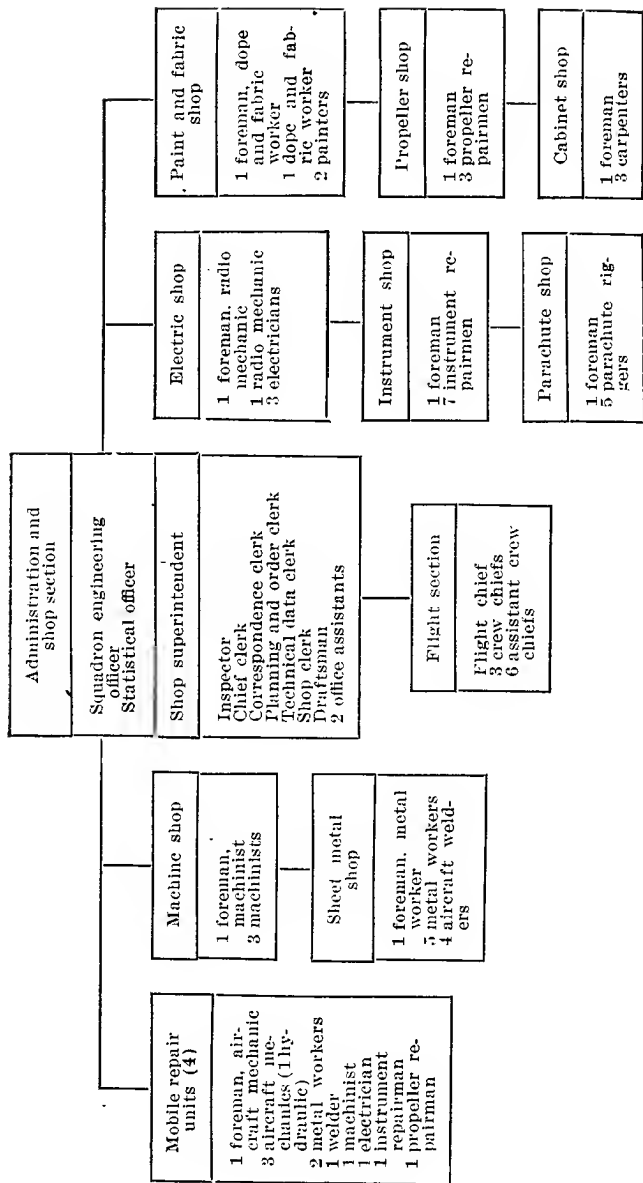 Administration and
shop section
Squadron engineering
officer
Statistical officer
Shop superintendent
Inspector
Chief clerk
Correspondence clerk
Planning and order clerk
Technical data clerk
Shop clerk
Draftsman
2 office assistants
Mobile repair
units (4)
1 foreman, air-
craft mechanic
3 aircraft me-
chanics (1 hy-
draulic)
2 metal workers
1 welder
1 machinist
1 electrician
1 instrument
repairman
1 propeller re-
pairman
Machine shop
1 foreman,
machinist
3 machinists
Sheet metal
shop
1 foreman, metal
worker
5 metal workers
4 aircraft weld-
ers
Flight section
Flight chief
3 crew chiefs
6 assistant crew
chiefs
Electric shop
1 foreman, radio
mechanic
1 radio mechanic
3 electricians
Instrument shop
1 foreman
7 instrument re-
pairmen
Parachute shop
1 foreman
5 parachute rig-
gers
Paint and fabric
shop
1 foreman, dope
and fabric
worker
1 dope and fab-
ric worker
2 painters
Propeller shop
1 foreman
3 propeller re-
pairmen
Cabinet shop
1 foreman
3 carpenters